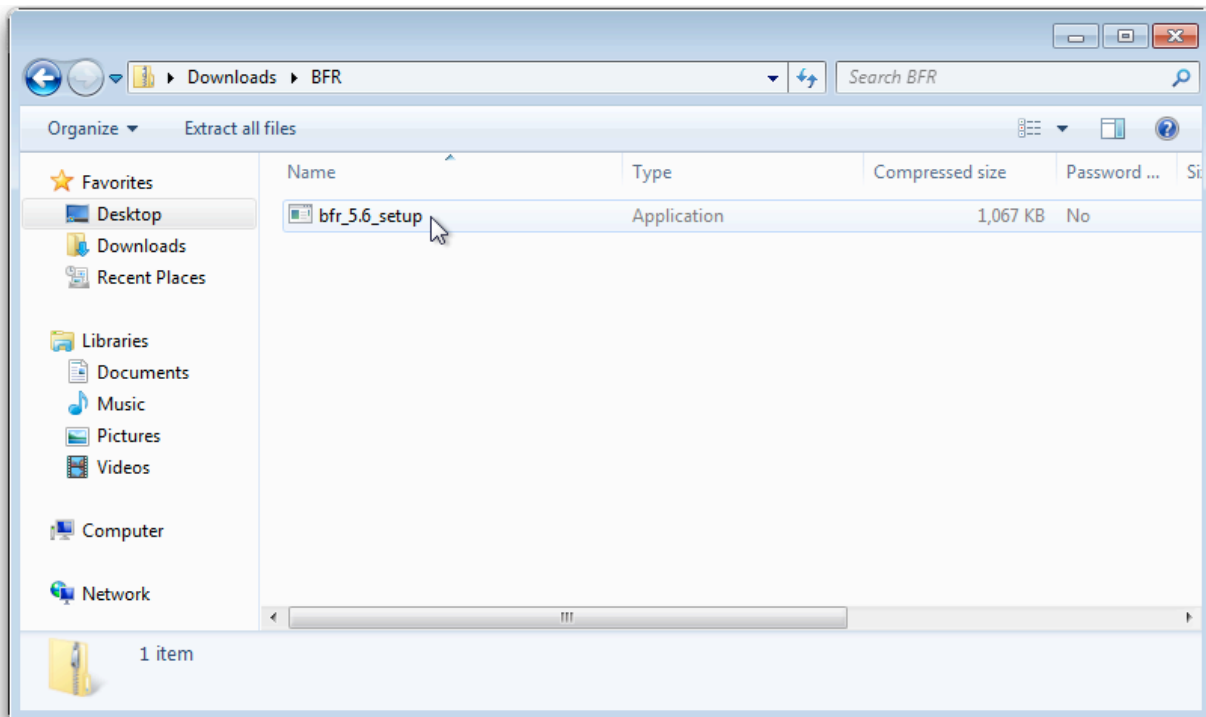 Downloads BFR Search BFR
Organize Extract all files
Name Type Compressed size Password ...
bfr_5.6_setup Application 1,067 KB No
Favorites
Desktop
Downloads
Recent Places
Libraries
Documents
Music
Pictures
Videos
Computer
Network
1 item